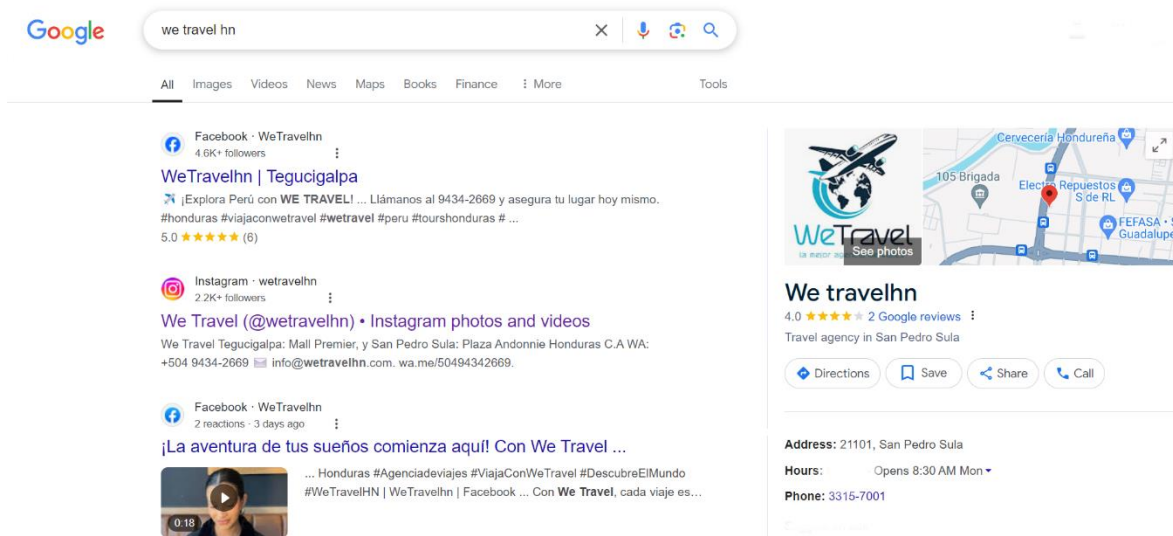 Google
we travel hn
All Images Videos News Maps Books Finance More Tools
Facebook · WeTravelhn
4.6K+ followers
WeTravelhn | Tegucigalpa
✈️ ¡Explora Perú con WE TRAVEL! ... Llámanos al 9434-2669 y asegura tu lugar hoy mismo.
#honduras #viajaconwetravel #wetravel #peru #tourshonduras # ...
5.0 ★★★★★ (6)
Instagram · wetravelhn
2.2K+ followers
We Travel (@wetravelhn) • Instagram photos and videos
We Travel Tegucigalpa: Mall Premier, y San Pedro Sula: Plaza Andonnie Honduras C.A WA:
+504 9434-2669 📨 info@wetravelhn.com. wa.me/50494342669.
Facebook · WeTravelhn
2 reactions · 3 days ago
¡La aventura de tus sueños comienza aquí! Con We Travel ...
... Honduras #Agenciadeviajes #ViajaConWeTravel #DescubreElMundo
#WeTravelHN | WeTravelhn | Facebook ... Con We Travel, cada viaje es...
0:18
WeTravel
See photos
Cervecería Hondureña
105 Brigada
Electro Repuestos
S de RL
FEFASA •
Guadalupe
We travelhn
4.0 ★★★★ 2 Google reviews
Travel agency in San Pedro Sula
Directions Save Share Call
Address: 21101, San Pedro Sula
Hours: Opens 8:30 AM Mon
Phone: 3315-7001